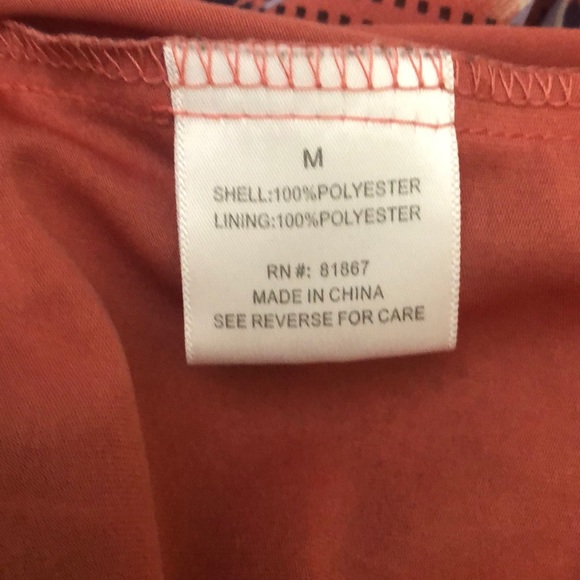 M
SHELL:100%POLYESTER
LINING:100%POLYESTER
RN #: 81867
MADE IN CHINA
SEE REVERSE FOR CARE